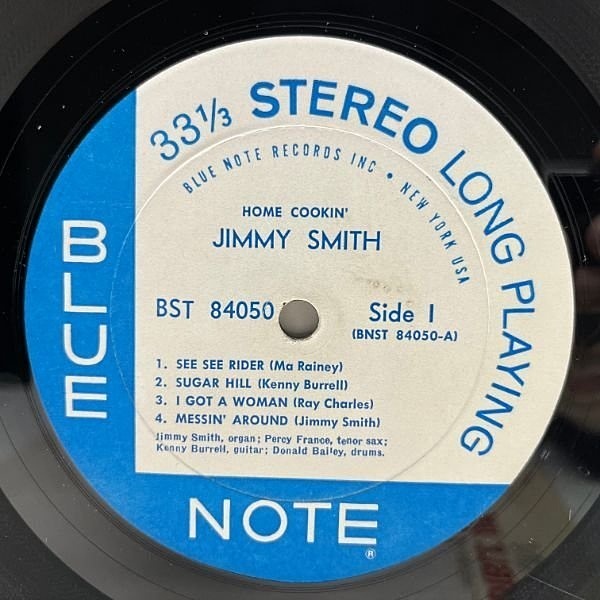 33⅓ STEREO LONG PLAYING
BLUE NOTE RECORDS INC • NEW YORK USA
HOME COOKIN'
JIMMY SMITH
BST 84050
Side 1
(BNST 84050-A)
1. SEE SEE RIDER (Ma Rainey)
2. SUGAR HILL (Kenny Burrell)
3. I GOT A WOMAN (Ray Charles)
4. MESSIN' AROUND (Jimmy Smith)
Jimmy Smith, organ; Percy France, tenor sax;
Kenny Burrell, guitar; Donald Bailey, drums.
BLUE
NOTE
®